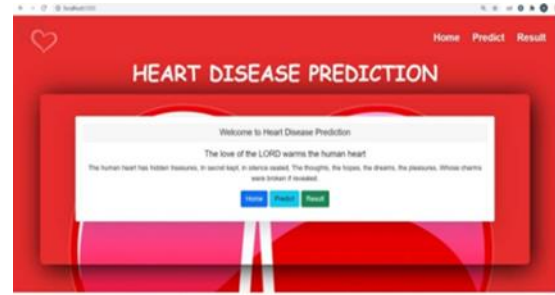 Home Predict Result
HEART DISEASE PREDICTION
Welcome to Heart Disease Prediction
The love of the LORD warms the human heart
The human heart has hidden treasures, In secret kept, in silence sealed. The thoughts, the hopes, the dreams, the pleasures, Whose charms
were broken if revealed.
Home Predict Result